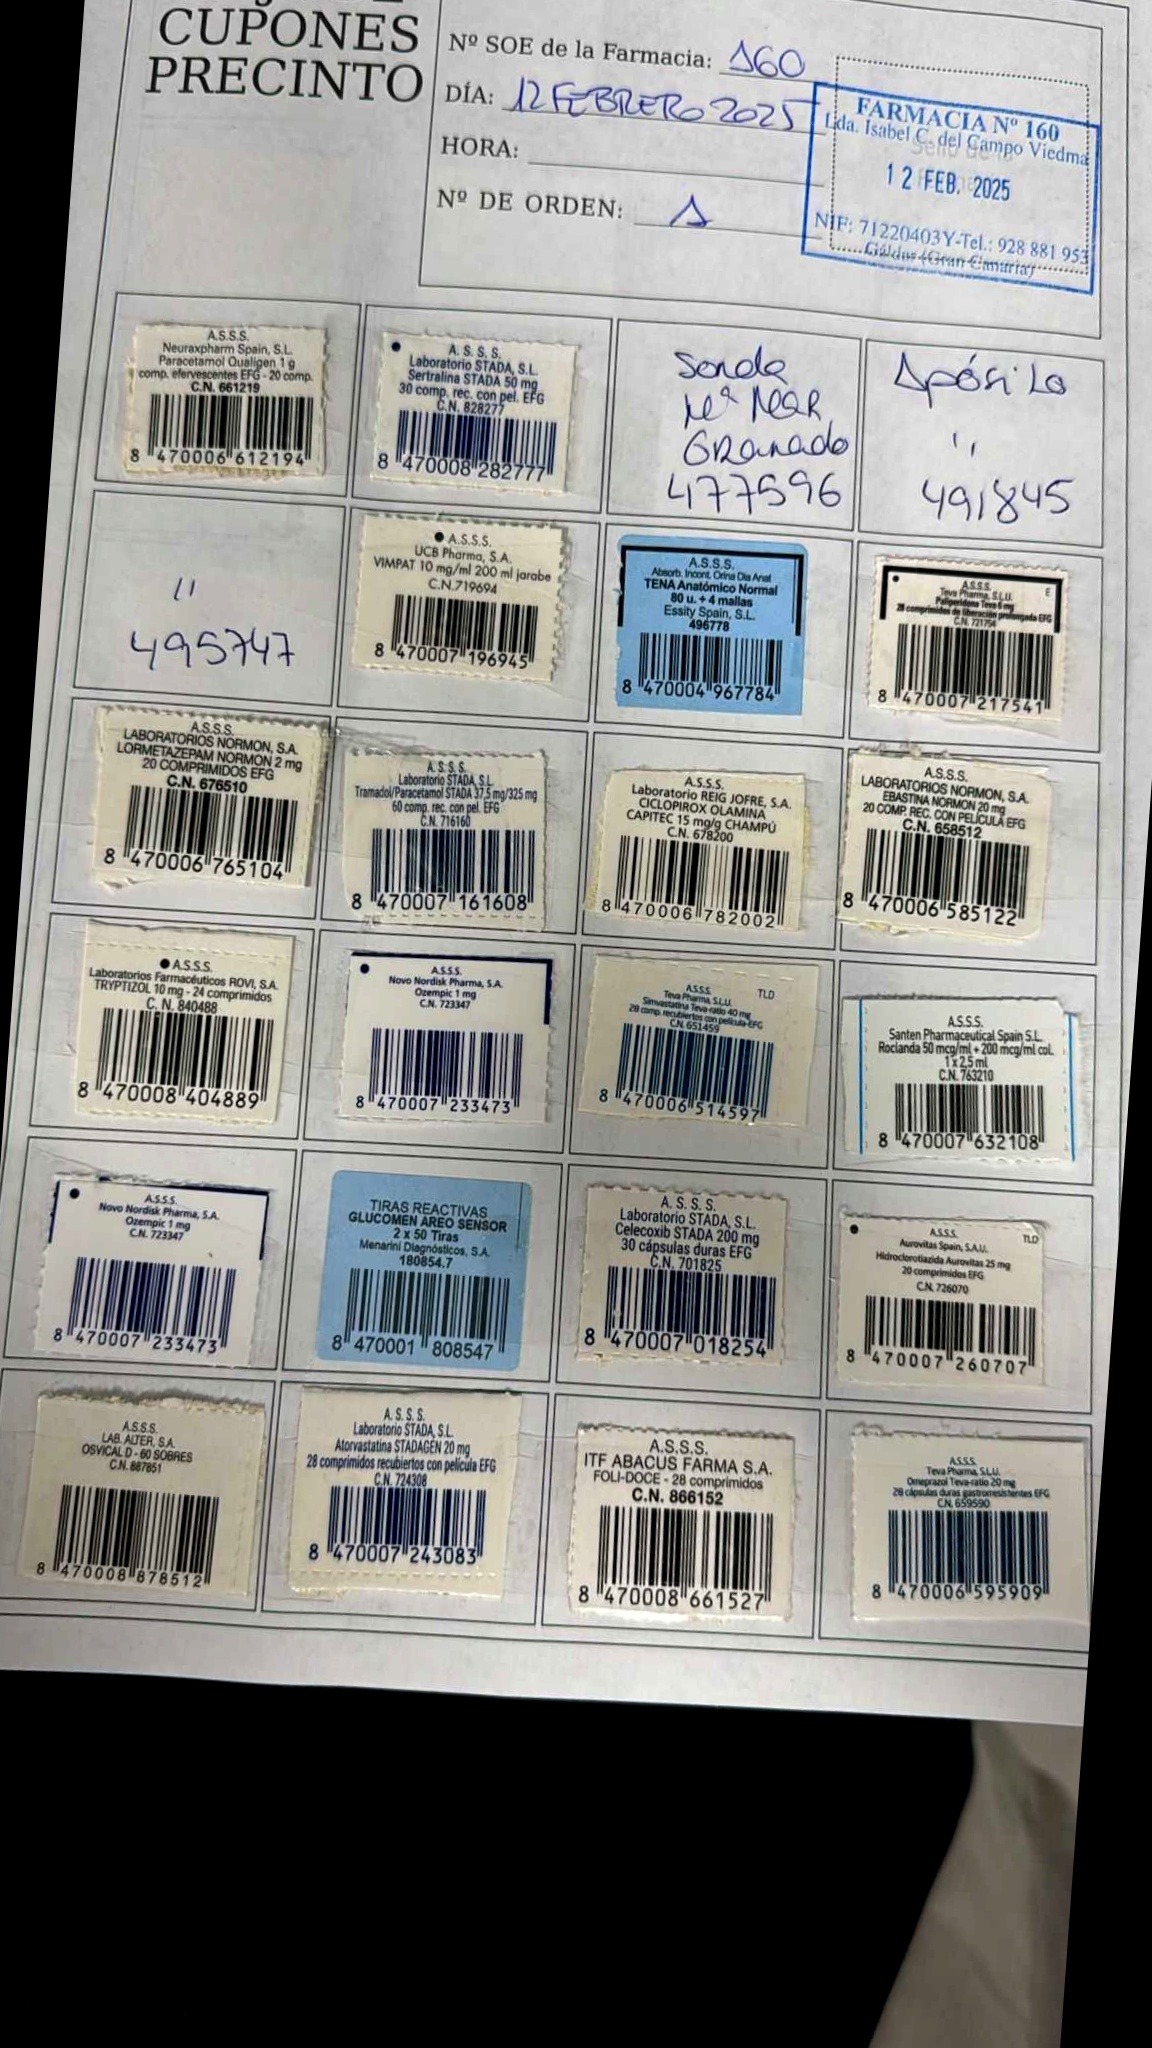 CUPONES
PRECINTO
Nº SOE de la Farmacia: 160
DÍA: 12 FEBRERO 2025
HORA:
Nº DE ORDEN: 1
FARMACIA Nº 160
Lda. Isabel C. del Campo Viedma
12 FEB. 2025
NIF: 71220403Y-Tel.: 928 881 953
Gáldar (Gran Canaria)
A.S.S.S.
Neuraxpharm Spain, S.L.
Paracetamol Qualigen 1 g
comp. efervescentes EFG - 20 comp.
C.N. 661219
8 470006 612194
A. S. S. S.
Laboratorio STADA, S.L.
Sertralina STADA 50 mg
30 comp. rec. con pel. EFG
C.N. 828277
8 470008 282777
Sonda
Mª Mar
Granado
477596
Apósito
''
491845
''
495747
A.S.S.S.
UCB Pharma, S.A.
VIMPAT 10 mg/ml 200 ml jarabe
C.N.719694
8 470007 196945
A.S.S.S.
Absorb. Incont. Orina Dia Anat
TENA Anatómico Normal
80 u. + 4 mallas
Essity Spain, S.L.
496778
8 470004 967784
A.S.S.S. E
Teva Pharma, S.L.U.
Paliperidona Teva 6 mg
28 comprimidos de liberación prolongada EFG
C.N. 721754
8 470007 217541
A.S.S.S.
LABORATORIOS NORMON, S.A.
LORMETAZEPAM NORMON 2 mg
20 COMPRIMIDOS EFG
C.N. 676510
8 470006 765104
A.S.S.S.
Laboratorio STADA, S.L.
Tramadol/Paracetamol STADA 37,5 mg/325 mg
60 comp. rec. con pel. EFG
C.N. 716160
8 470007 161608
A.S.S.S.
Laboratorio REIG JOFRE, S.A.
CICLOPIROX OLAMINA
CAPITEC 15 mg/g CHAMPÚ
C.N. 678200
8 470006 782002
A.S.S.S.
LABORATORIOS NORMON, S.A.
EBASTINA NORMON 20 mg
20 COMP. REC. CON PELÍCULA EFG
C.N. 658512
8 470006 585122
A.S.S.S.
Laboratorios Farmacéuticos ROVI, S.A.
TRYPTIZOL 10 mg - 24 comprimidos
C. N. 840488
8 470008 404889
A.S.S.S.
Novo Nordisk Pharma, S.A.
Ozempic 1 mg
C.N. 723347
8 470007 233473
A.S.S.S. TLD
Teva Pharma, S.L.U.
Simvastatina Teva-ratio 40 mg
28 comp. recubiertos con película-EFG
C.N. 651459
8 470006 514597
A.S.S.S.
Santen Pharmaceutical Spain S.L.
Roclanda 50 mcg/ml + 200 mcg/ml col.
1 x 2,5 ml
C.N. 763210
8 470007 632108
A.S.S.S.
Novo Nordisk Pharma, S.A.
Ozempic 1 mg
C.N. 723347
8 470007 233473
TIRAS REACTIVAS
GLUCOMEN AREO SENSOR
2 x 50 Tiras
Menarini Diagnósticos, S.A.
180854.7
8 470001 808547
A. S. S. S.
Laboratorio STADA, S.L.
Celecoxib STADA 200 mg
30 cápsulas duras EFG
C.N. 701825
8 470007 018254
A.S.S.S. TLD
Aurovitas Spain, S.A.U.
Hidroclorotiazida Aurovitas 25 mg
20 comprimidos EFG
C.N. 726070
8 470007 260707
A.S.S.S.
LAB. ALTER, S.A.
OSVICAL D - 60 SOBRES
C.N. 887851
8 470008 878512
A. S. S. S.
Laboratorio STADA, S.L.
Atorvastatina STADAGEN 20 mg
28 comprimidos recubiertos con película EFG
C.N. 724308
8 470007 243083
A.S.S.S.
ITF ABACUS FARMA S.A.
FOLI-DOCE - 28 comprimidos
C.N. 866152
8 470008 661527
A.S.S.S.
Teva Pharma, S.L.U.
Omeprazol Teva-ratio 20 mg
28 cápsulas duras gastrorresistentes EFG
C.N. 659590
8 470006 595909